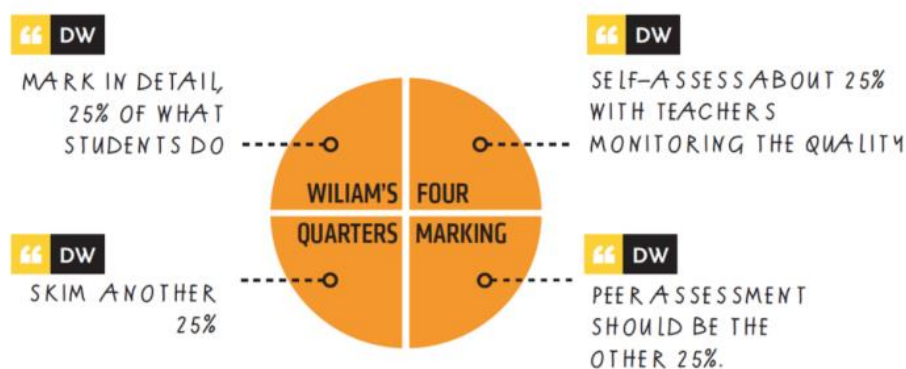 DW
MARK IN DETAIL,
25% OF WHAT
STUDENTS DO
DW
SELF-ASSESS ABOUT 25%
WITH TEACHERS
MONITORING THE QUALITY
WILIAM'S FOUR
QUARTERS MARKING
DW
SKIM ANOTHER
25%
DW
PEER ASSESSMENT
SHOULD BE THE
OTHER 25%.